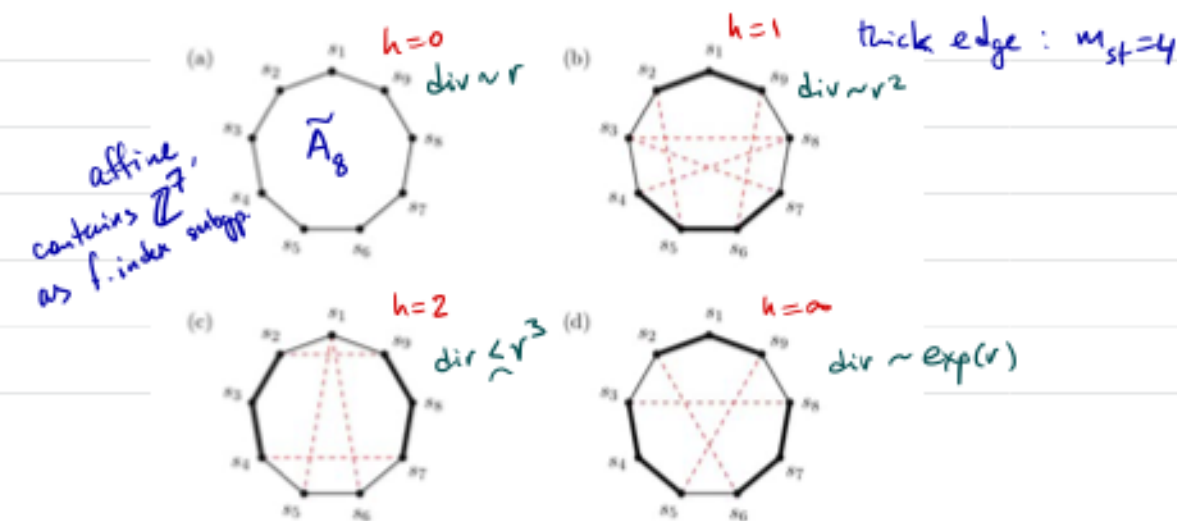 (a)
h=0
div ~ r
s1
s2
s3
s4
s5
s6
s7
s8
s9
Ã8
affine,
contains ℤ^7
as f.index subgp.
(b)
h=1
div ~ r²
thick edge : m_st=4
s1
s2
s3
s4
s5
s6
s7
s8
s9
(c)
h=2
div ≲ r³
s1
s2
s3
s4
s5
s6
s7
s8
s9
(d)
h=∞
div ~ exp(r)
s1
s2
s3
s4
s5
s6
s7
s8
s9